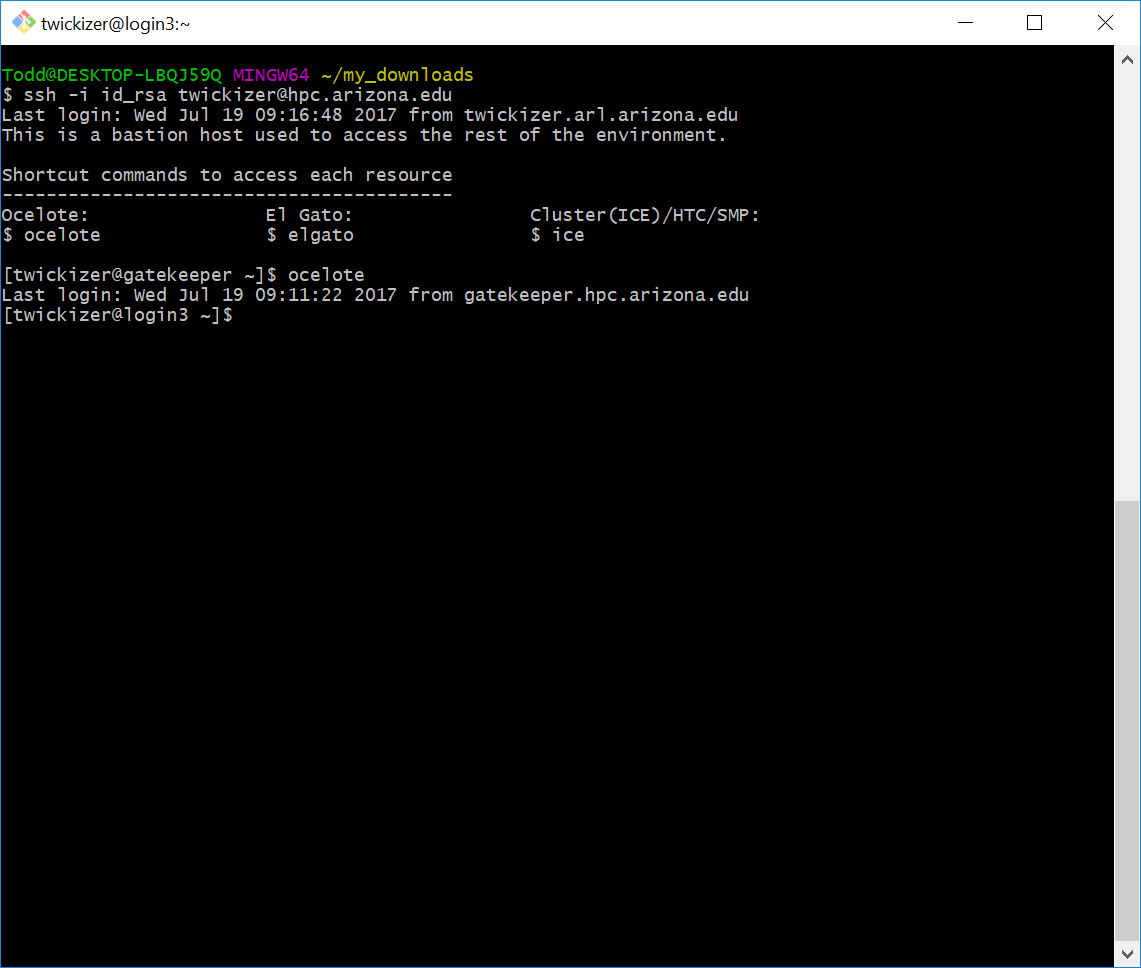 twickizer@login3:~
Todd@DESKTOP-LBQJ59Q MINGW64 ~/my_downloads
$ ssh -i id_rsa twickizer@hpc.arizona.edu
Last login: Wed Jul 19 09:16:48 2017 from twickizer.arl.arizona.edu
This is a bastion host used to access the rest of the environment.
Shortcut commands to access each resource
-----------------------------------------
Ocelote:                El Gato:                Cluster(ICE)/HTC/SMP:
$ ocelote               $ elgato                $ ice
[twickizer@gatekeeper ~]$ ocelote
Last login: Wed Jul 19 09:11:22 2017 from gatekeeper.hpc.arizona.edu
[twickizer@login3 ~]$